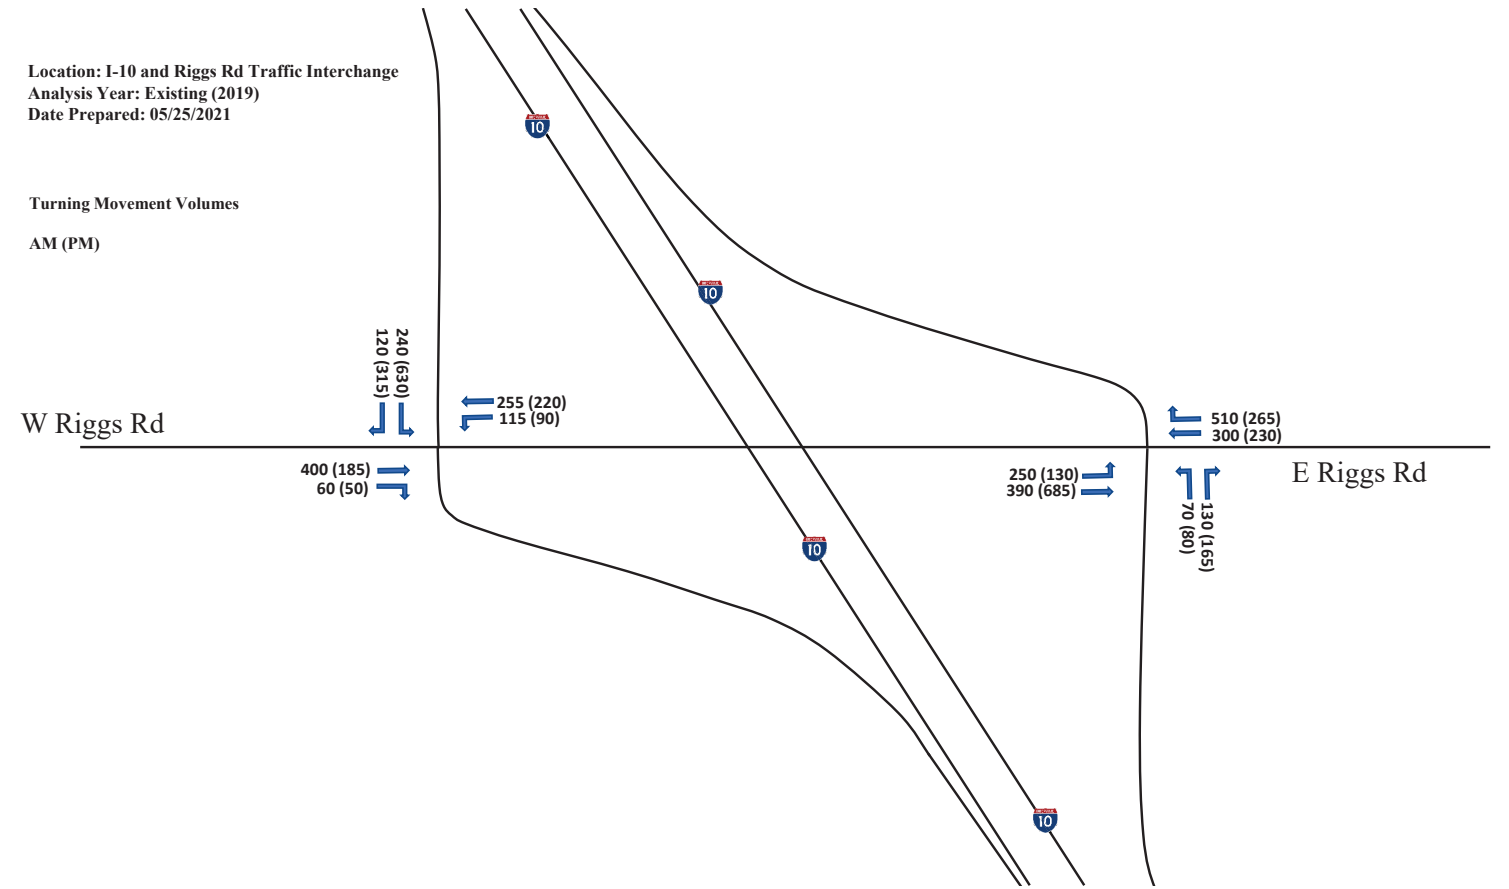 Location: I-10 and Riggs Rd Traffic Interchange
Analysis Year: Existing (2019)
Date Prepared: 05/25/2021
10
Turning Movement Volumes
AM (PM)
10
120 (315)
240 (630)
255 (220)
115 (90)
W Riggs Rd
510 (265)
300 (230)
400 (185)
60 (50)
250 (130)
390 (685)
E Riggs Rd
70 (80)
130 (165)
10
10